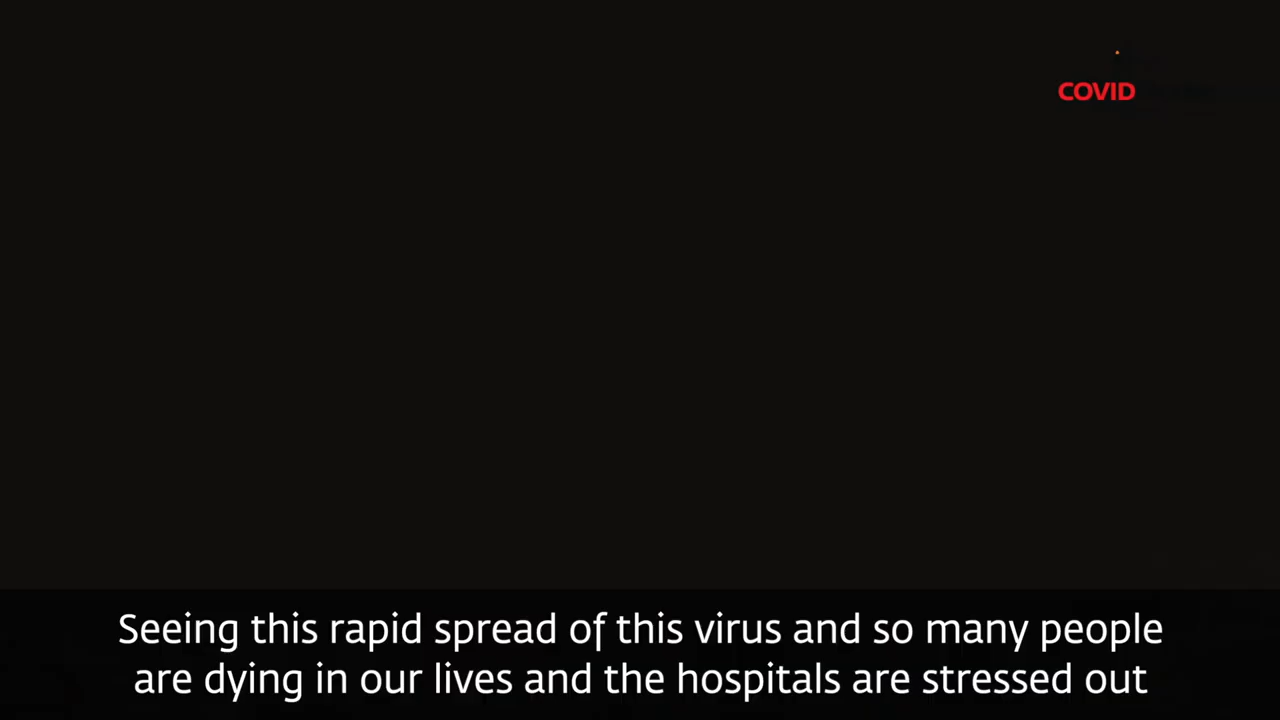 COVID
Seeing this rapid spread of this virus and so many people
are dying in our lives and the hospitals are stressed out